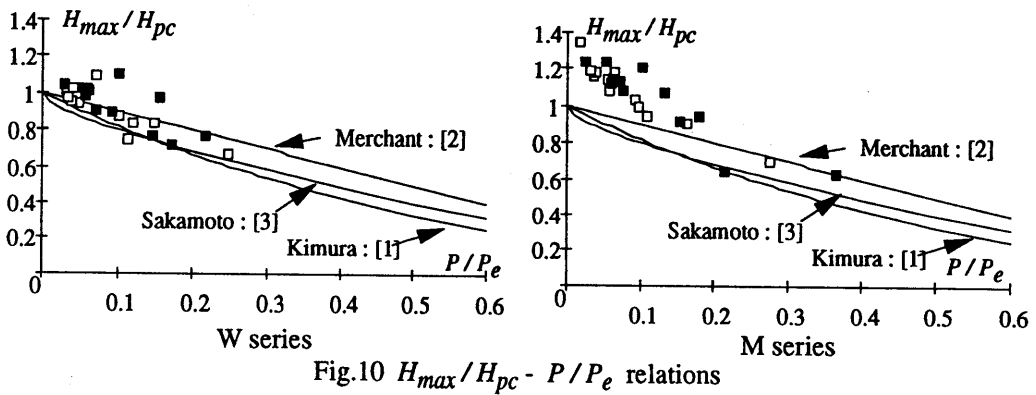 H_max/H_pc
1.4
1.2
1
0.8
0.6
0.4
0.2
0
Merchant : [2]
Sakamoto : [3]
Kimura : [1]
P/P_e
0.1 0.2 0.3 0.4 0.5 0.6
W series
H_max/H_pc
1.4
1.2
1
0.8
0.6
0.4
0.2
0
Merchant : [2]
Sakamoto : [3]
Kimura : [1]
P/P_e
0.1 0.2 0.3 0.4 0.5 0.6
M series
Fig.10 H_max/H_pc - P/P_e relations